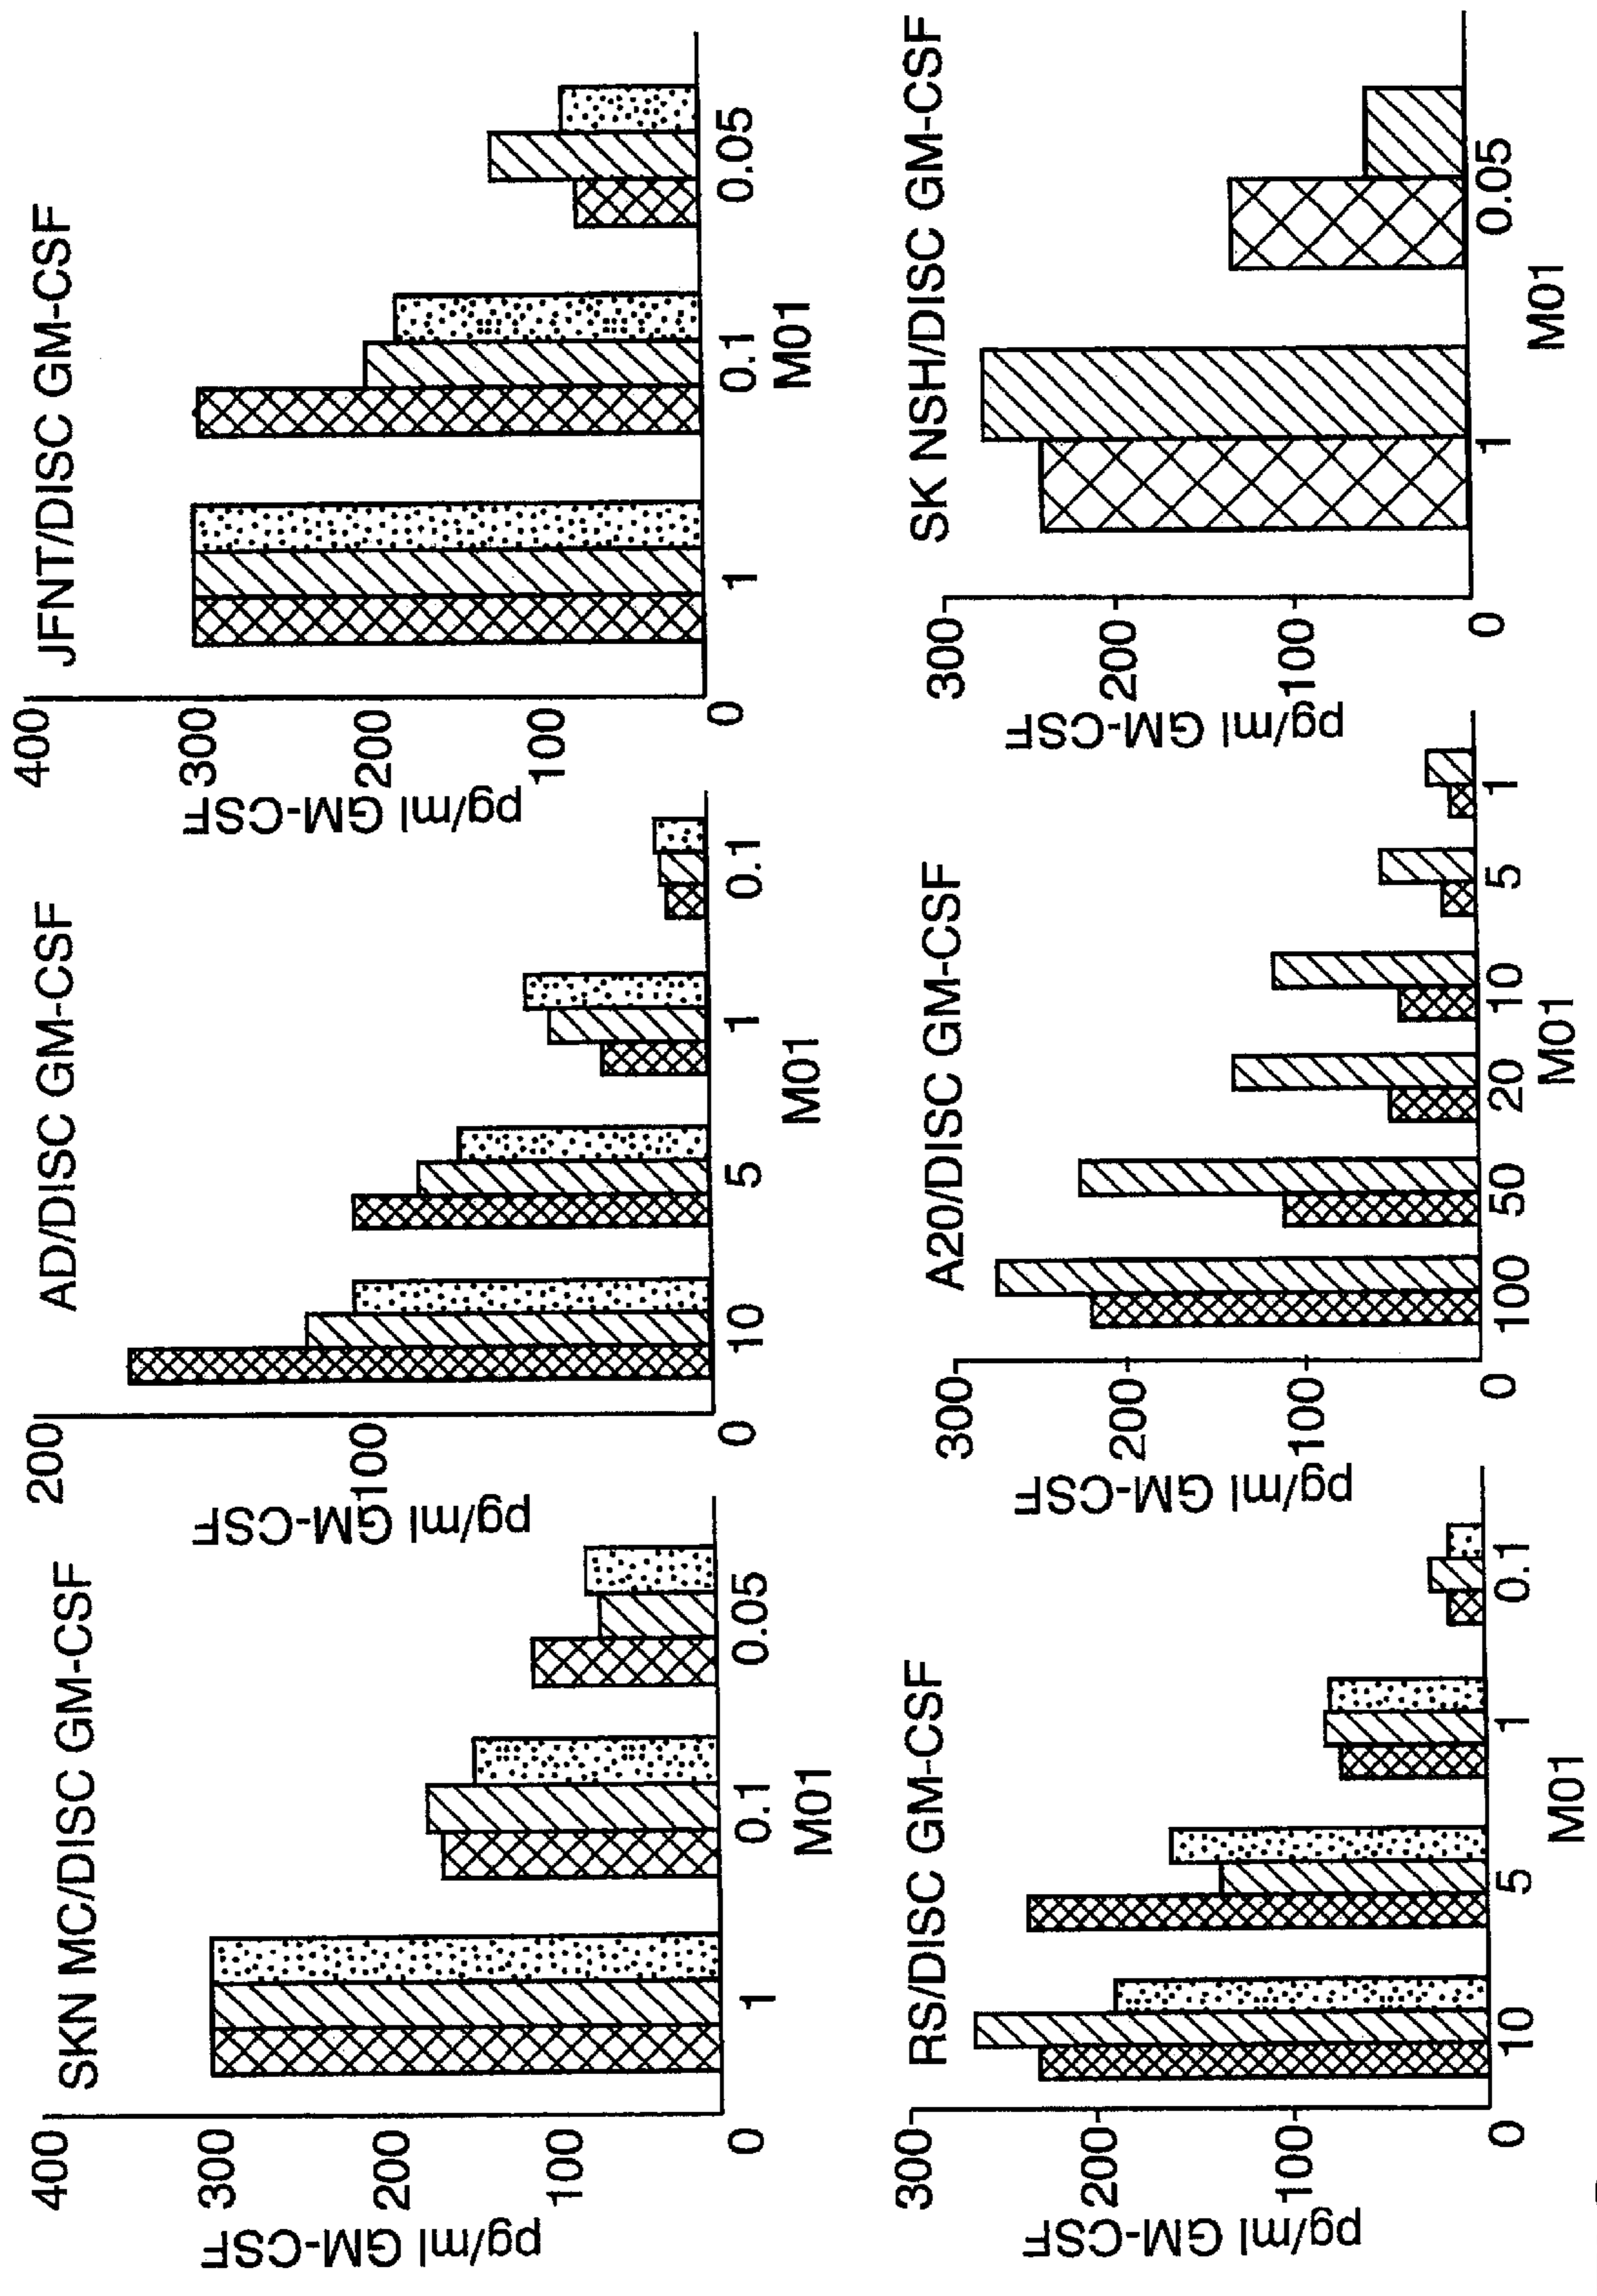 SKN MC/DISC GM-CSF
pg/ml GM-CSF
400
300
200
100
0
1
0.1
0.05
M01
AD/DISC GM-CSF
pg/ml GM-CSF
200
100
0
10
5
1
0.1
M01
JFNT/DISC GM-CSF
pg/ml GM-CSF
400
300
200
100
0
1
0.1
0.05
M01
RS/DISC GM-CSF
pg/ml GM-CSF
300
200
100
0
10
5
1
0.1
M01
A20/DISC GM-CSF
pg/ml GM-CSF
300
200
100
0
100
50
20
10
5
1
M01
SK NSH/DISC GM-CSF
pg/ml GM-CSF
300
200
100
0
1
0.05
M01